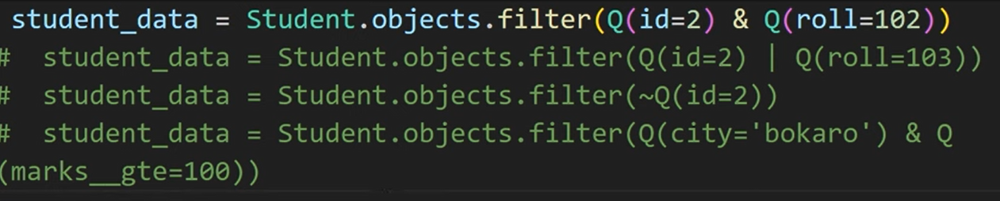 student_data = Student.objects.filter(Q(id=2) & Q(roll=102))
#  student_data = Student.objects.filter(Q(id=2) | Q(roll=103))
#  student_data = Student.objects.filter(~Q(id=2))
#  student_data = Student.objects.filter(Q(city='bokaro') & Q
(marks__gte=100))